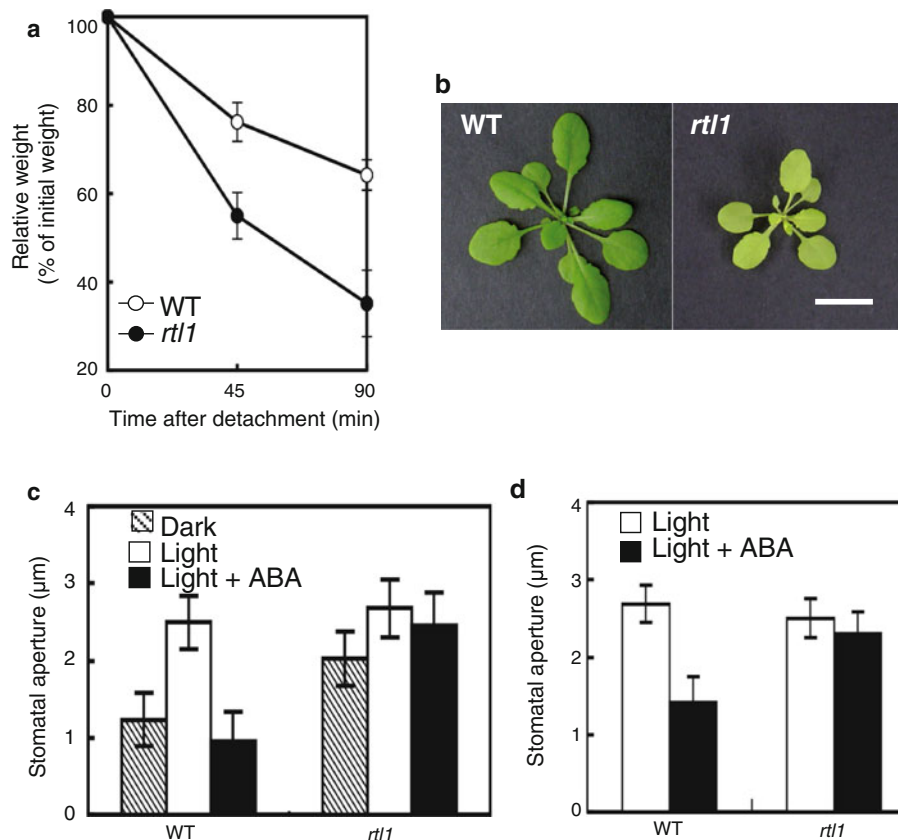 a
100
80
60
40
20
Relative weight
(% of initial weight)
WT
rtl1
0 45 90
Time after detachment (min)
b
WT rtl1
c
4
3
2
1
0
Stomatal aperture (µm)
Dark
Light
Light + ABA
WT rtl1
d
4
3
2
1
0
Stomatal aperture (µm)
Light
Light + ABA
WT rtl1